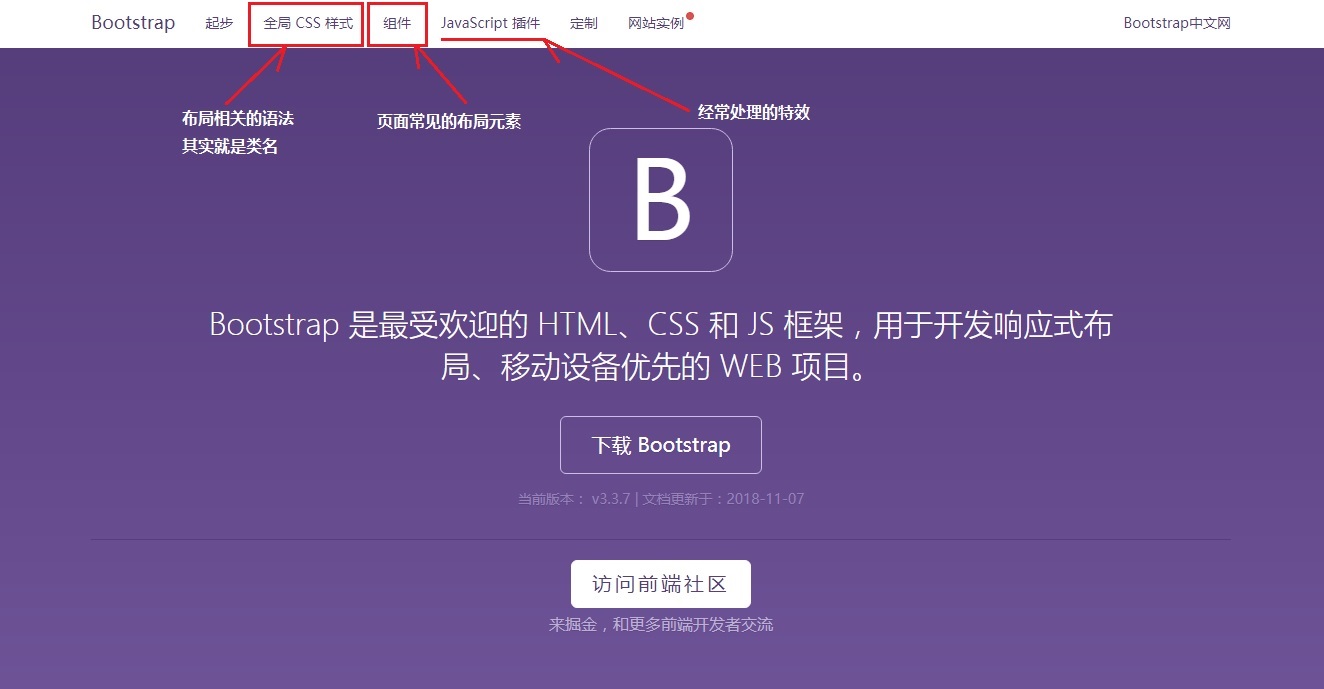 Bootstrap 起步 全局 CSS 样式 组件 JavaScript 插件 定制 网站实例 Bootstrap中文网
布局相关的语法
其实就是类名
页面常见的布局元素
经常处理的特效
B
Bootstrap 是最受欢迎的 HTML、CSS 和 JS 框架，用于开发响应式布
局、移动设备优先的 WEB 项目。
下载 Bootstrap
当前版本： v3.3.7 | 文档更新于：2018-11-07
访问前端社区
来掘金，和更多前端开发者交流